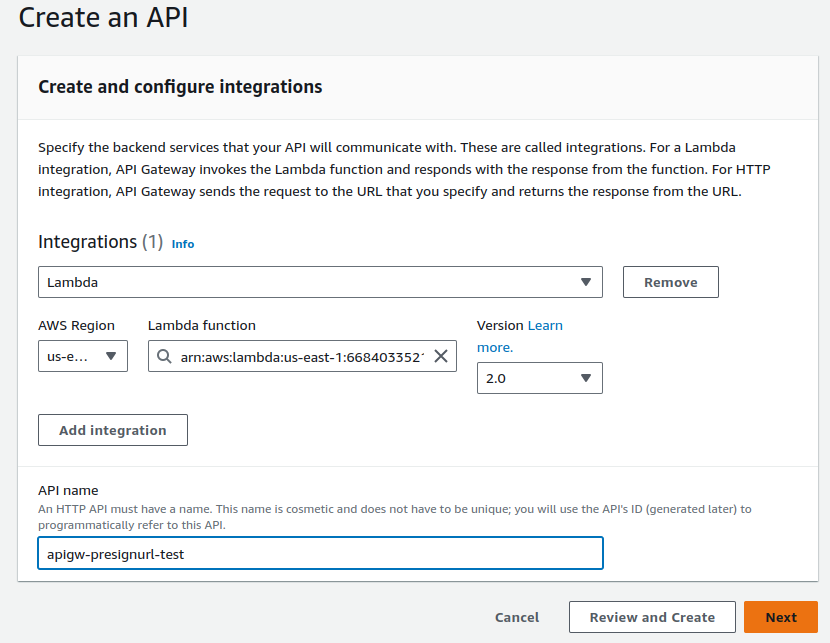 Create an API
Create and configure integrations
Specify the backend services that your API will communicate with. These are called integrations. For a Lambda
integration, API Gateway invokes the Lambda function and responds with the response from the function. For HTTP
integration, API Gateway sends the request to the URL that you specify and returns the response from the URL.
Integrations (1) Info
Lambda
Remove
AWS Region
Lambda function
Version Learn
more.
us-e...
arn:aws:lambda:us-east-1:668403352
2.0
Add integration
API name
An HTTP API must have a name. This name is cosmetic and does not have to be unique; you will use the API's ID (generated later) to
programmatically refer to this API.
apigw-presignurl-test
Cancel
Review and Create
Next